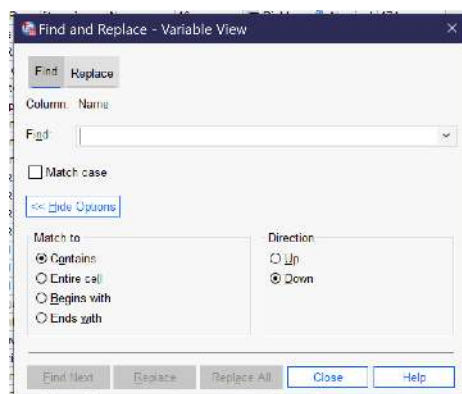 Find and Replace - Variable View
Find Replace
Column: Name
Find:
Match case
<< Hide Options
Match to
Contains
Entire cell
Begins with
Ends with
Direction
Up
Down
Find Next Replace Replace All Close Help